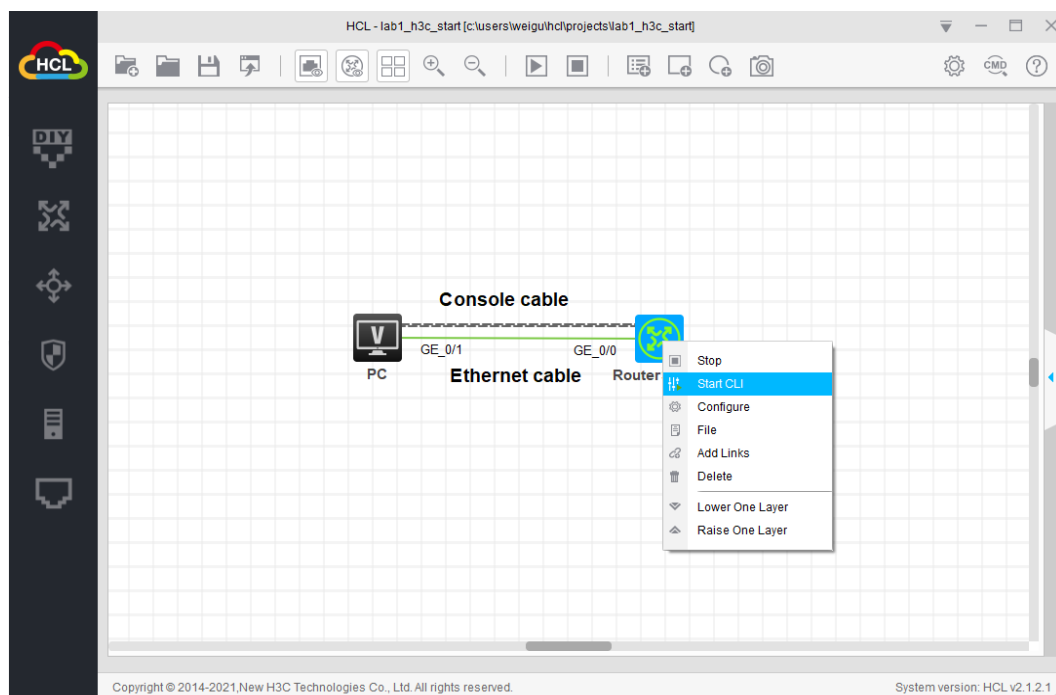 HCL - lab1_h3c_start [c:\users\weigu\hcl\projects\lab1_h3c_start]
HCL
CMD
?
DIY
Console cable
V
GE_0/1
GE_0/0
PC
Ethernet cable
Router
Stop
Start CLI
Configure
File
Add Links
Delete
Lower One Layer
Raise One Layer
Copyright © 2014-2021,New H3C Technologies Co., Ltd. All rights reserved.
System version: HCL v2.1.2.1